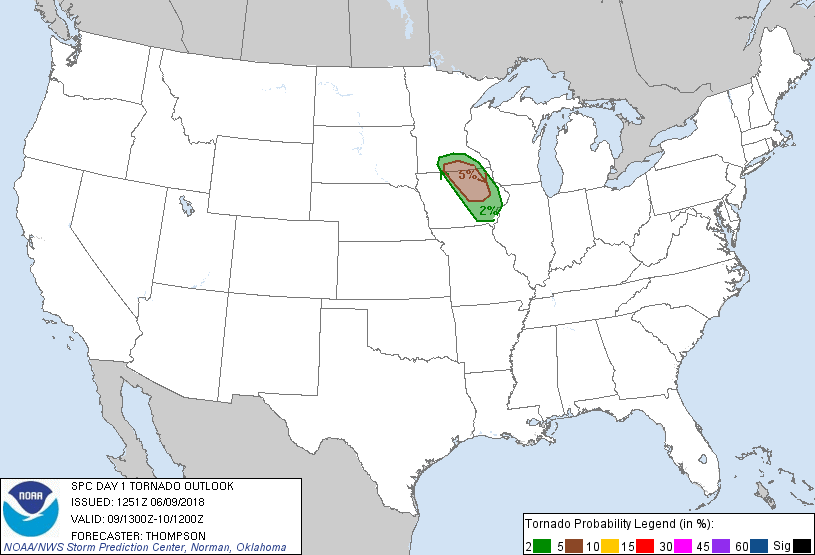 5%
2%
NOAA
SPC DAY 1 TORNADO OUTLOOK
ISSUED: 1251Z 06/09/2018
VALID: 09/1300Z-10/1200Z
FORECASTER: THOMPSON
NOAA/NWS Storm Prediction Center, Norman, Oklahoma
Tornado Probability Legend (in %):
2 5 10 15 30 45 60 Sig